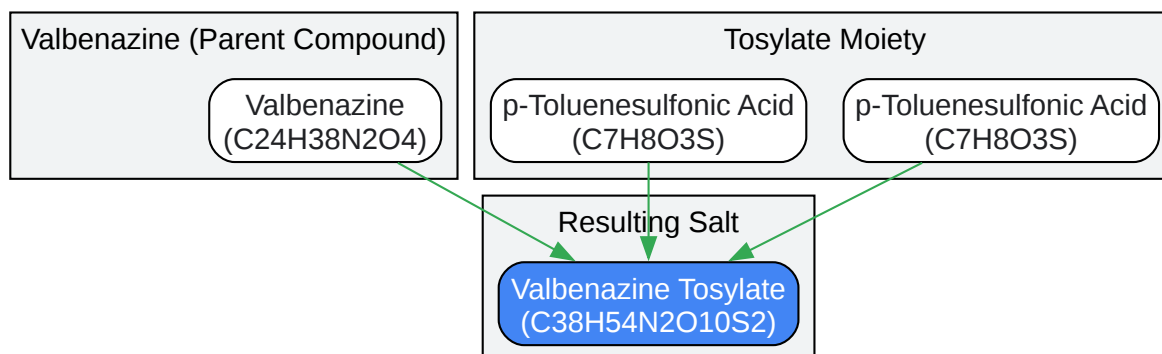 Valbenazine (Parent Compound)
Tosylate Moiety
Valbenazine
(C24H38N2O4)
p-Toluenesulfonic Acid
(C7H8O3S)
p-Toluenesulfonic Acid
(C7H8O3S)
Resulting Salt
Valbenazine Tosylate
(C38H54N2O10S2)